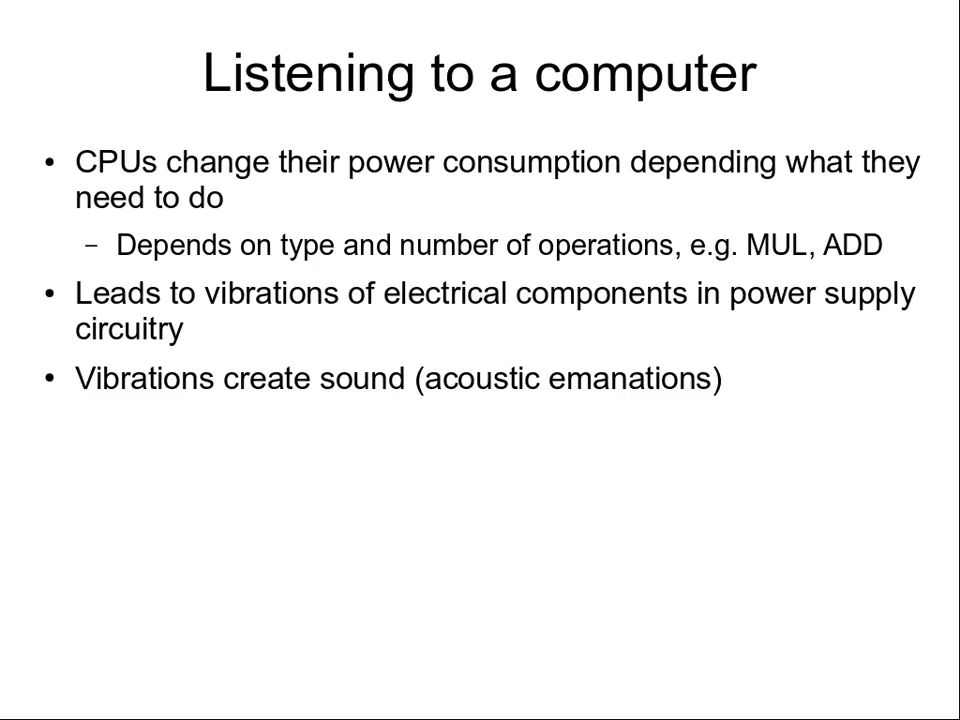 Listening to a computer
• CPUs change their power consumption depending what they
need to do
– Depends on type and number of operations, e.g. MUL, ADD
• Leads to vibrations of electrical components in power supply
circuitry
• Vibrations create sound (acoustic emanations)